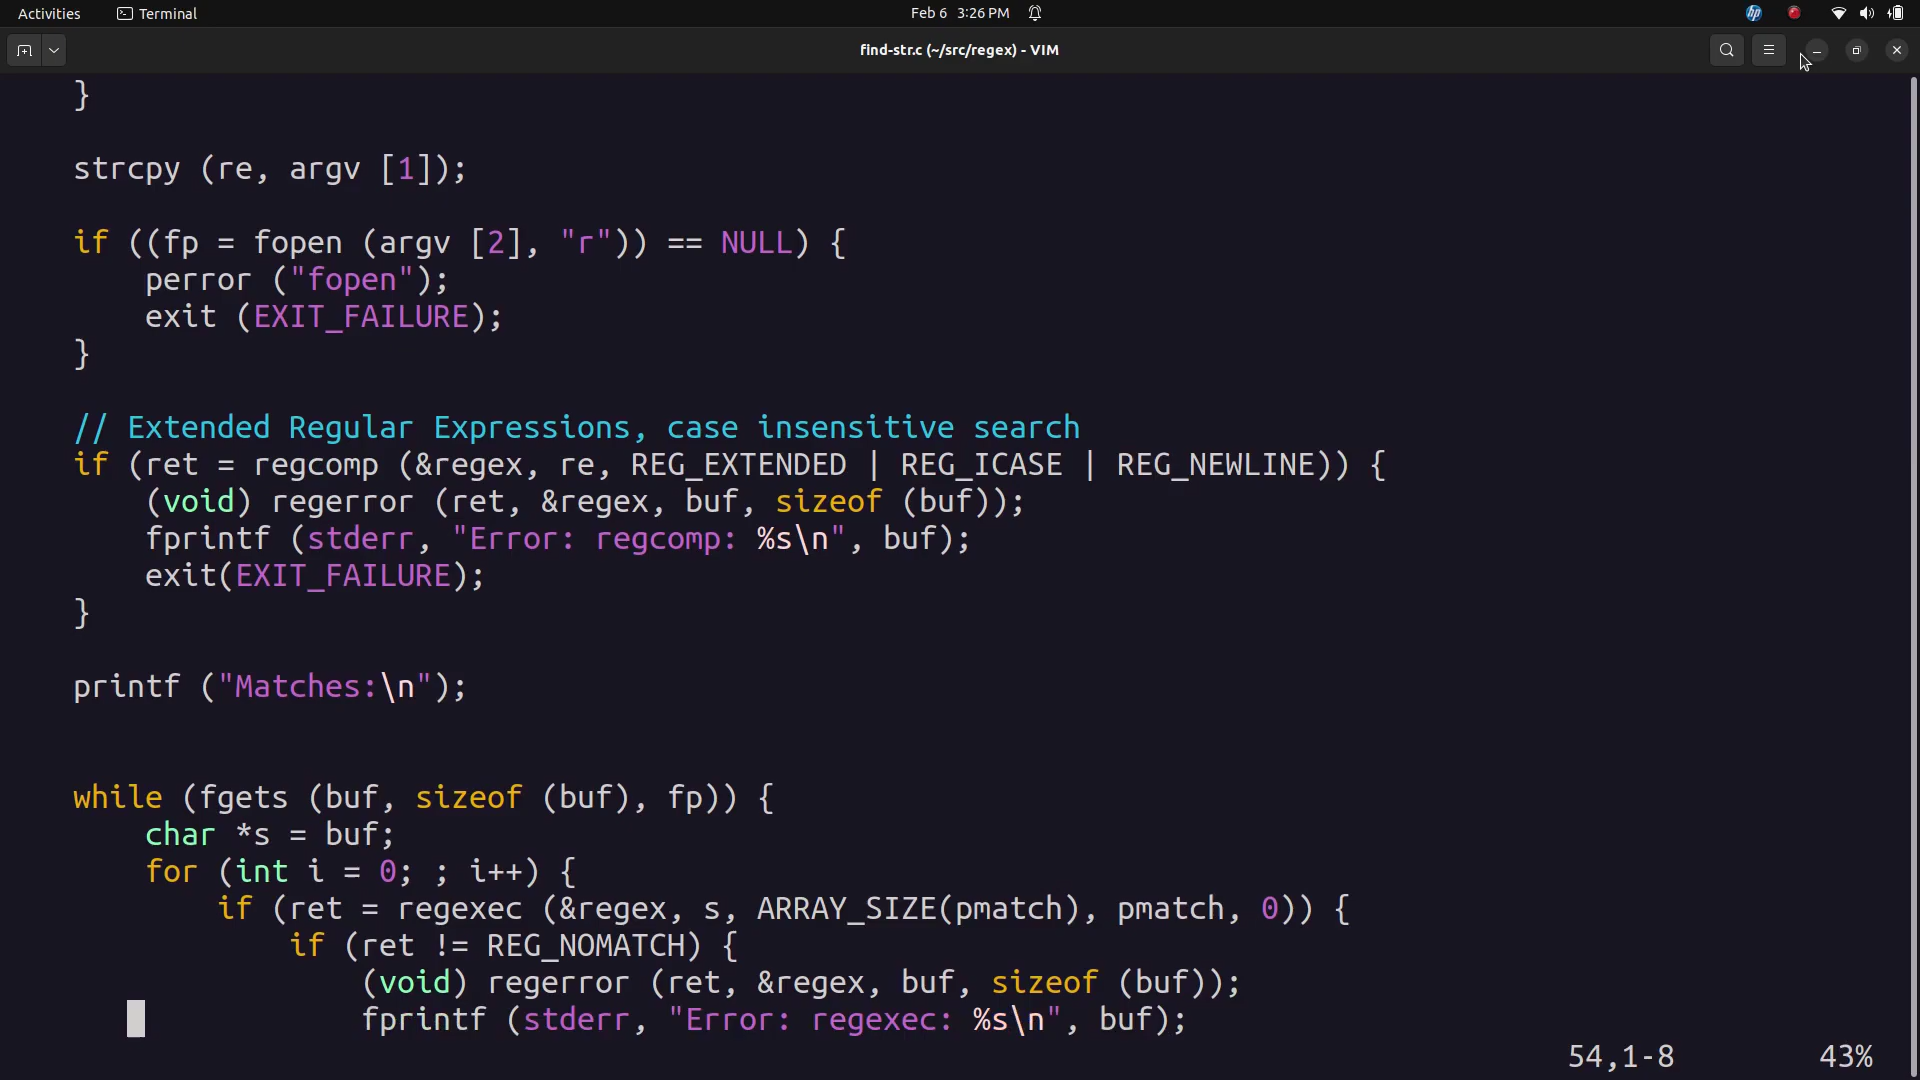 Activities Terminal Feb 6 3:26 PM
find-str.c (~/src/regex) - VIM
}
strcpy (re, argv [1]);
if ((fp = fopen (argv [2], "r")) == NULL) {
perror ("fopen");
exit (EXIT_FAILURE);
}
// Extended Regular Expressions, case insensitive search
if (ret = regcomp (&regex, re, REG_EXTENDED | REG_ICASE | REG_NEWLINE)) {
(void) regerror (ret, &regex, buf, sizeof (buf));
fprintf (stderr, "Error: regcomp: %s\n", buf);
exit(EXIT_FAILURE);
}
printf ("Matches:\n");
while (fgets (buf, sizeof (buf), fp)) {
char *s = buf;
for (int i = 0; ; i++) {
if (ret = regexec (&regex, s, ARRAY_SIZE(pmatch), pmatch, 0)) {
if (ret != REG_NOMATCH) {
(void) regerror (ret, &regex, buf, sizeof (buf));
fprintf (stderr, "Error: regexec: %s\n", buf);
54,1-8 43%